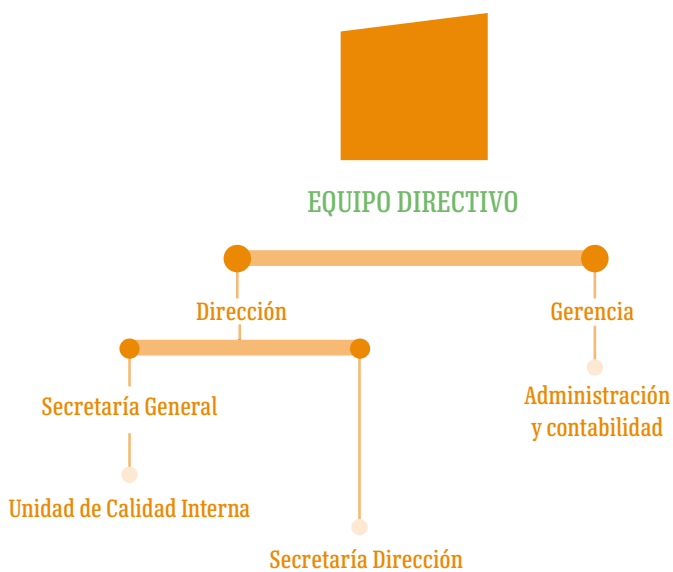 EQUIPO DIRECTIVO
Dirección
Gerencia
Secretaría General
Administración
y contabilidad
Unidad de Calidad Interna
Secretaría Dirección